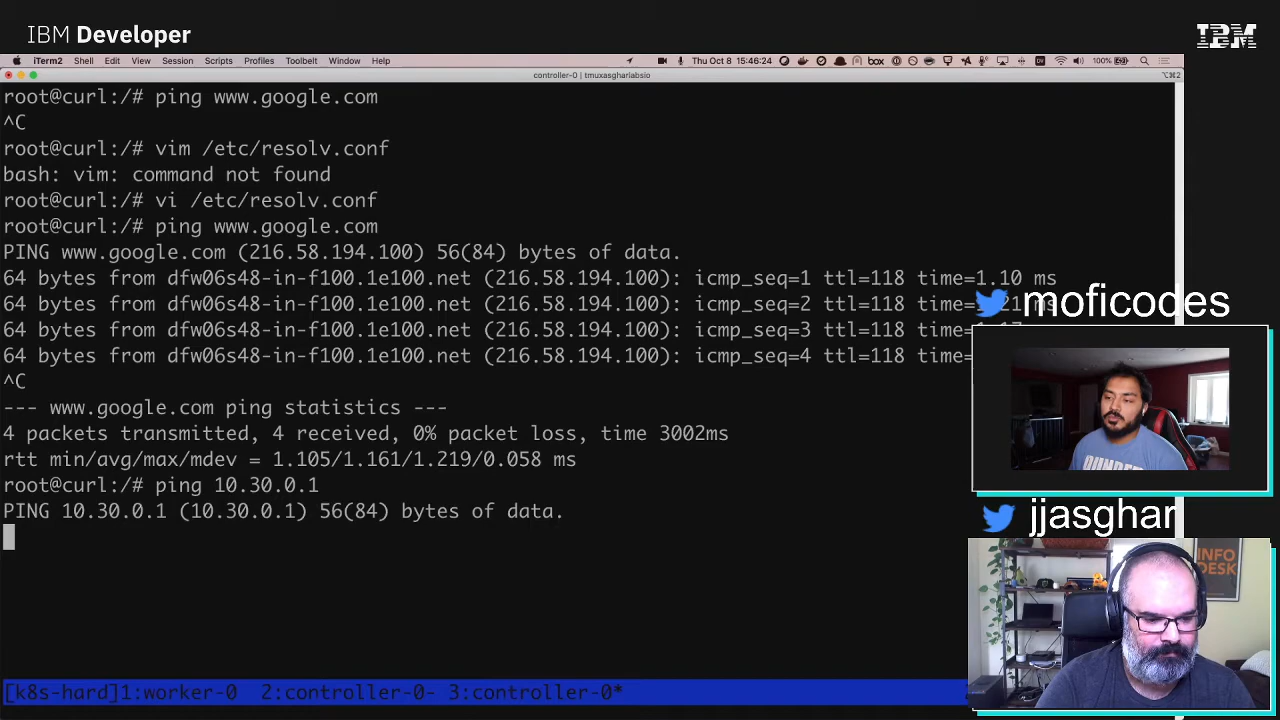 IBM Developer
IBM
iTerm2 Shell Edit View Session Scripts Profiles Toolbelt Window Help
box
Thu Oct 8 15:46:24
100%
controller-0 | tmuxasghariabsio
⌥⌘2
root@curl:/# ping www.google.com
^C
root@curl:/# vim /etc/resolv.conf
bash: vim: command not found
root@curl:/# vi /etc/resolv.conf
root@curl:/# ping www.google.com
PING www.google.com (216.58.194.100) 56(84) bytes of data.
64 bytes from dfw06s48-in-f100.1e100.net (216.58.194.100): icmp_seq=1 ttl=118 time=1.10 ms
64 bytes from dfw06s48-in-f100.1e100.net (216.58.194.100): icmp_seq=2 ttl=118
64 bytes from dfw06s48-in-f100.1e100.net (216.58.194.100): icmp_seq=3 ttl=118
64 bytes from dfw06s48-in-f100.1e100.net (216.58.194.100): icmp_seq=4 ttl=118 time=
^C
--- www.google.com ping statistics ---
4 packets transmitted, 4 received, 0% packet loss, time 3002ms
rtt min/avg/max/mdev = 1.105/1.161/1.219/0.058 ms
root@curl:/# ping 10.30.0.1
PING 10.30.0.1 (10.30.0.1) 56(84) bytes of data.
[k8s-hard]1:worker-0 2:controller-0- 3:controller-0*
moficodes
jjasghar
INFO
DESK